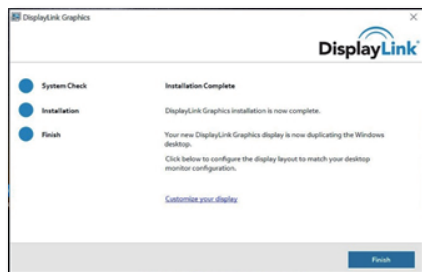 DisplayLink Graphics
DisplayLink
System Check
Installation Complete
Installation
DisplayLink Graphics installation is now complete.
Finish
Your new DisplayLink Graphics display is now duplicating the Windows
desktop.
Click below to configure the display layout to match your desktop
monitor configuration.
Customize your display
Finish